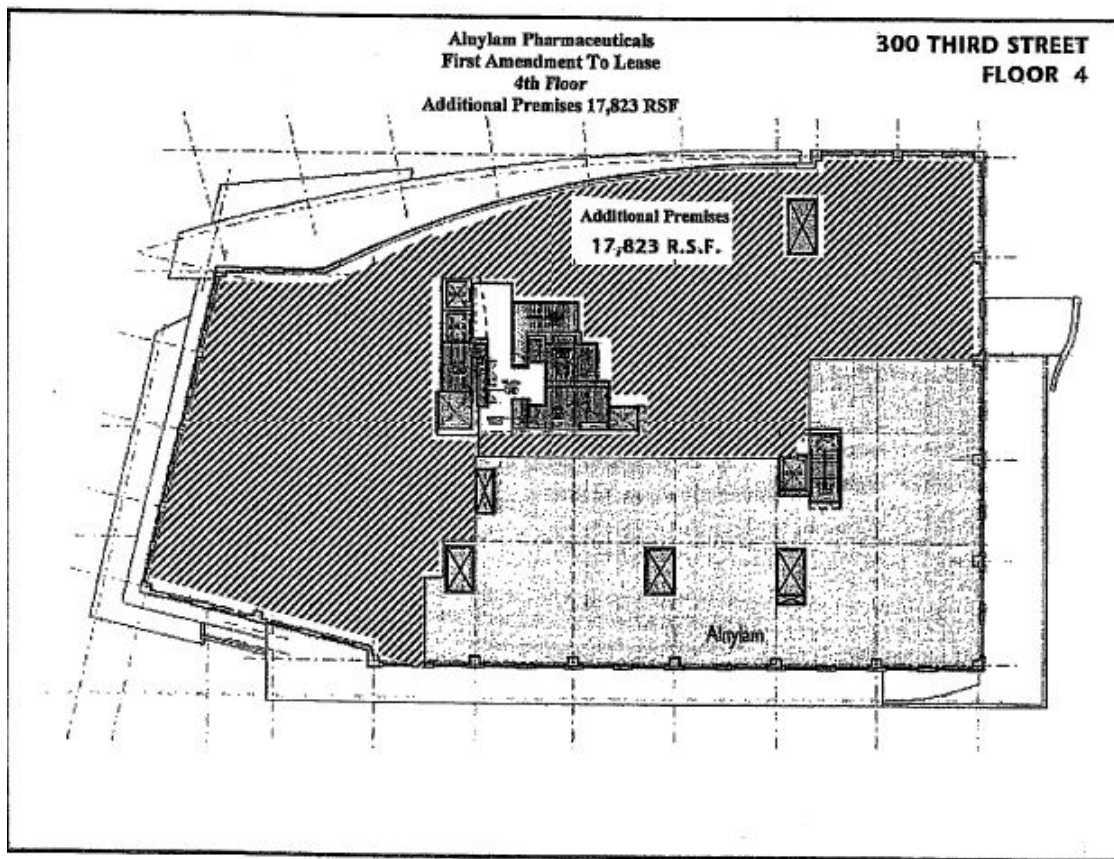 Alnylam Pharmaceuticals
First Amendment To Lease
4th Floor
Additional Premises 17,823 RSF
300 THIRD STREET
FLOOR 4
Additional Premises
17,823 R.S.F.
Alnylam